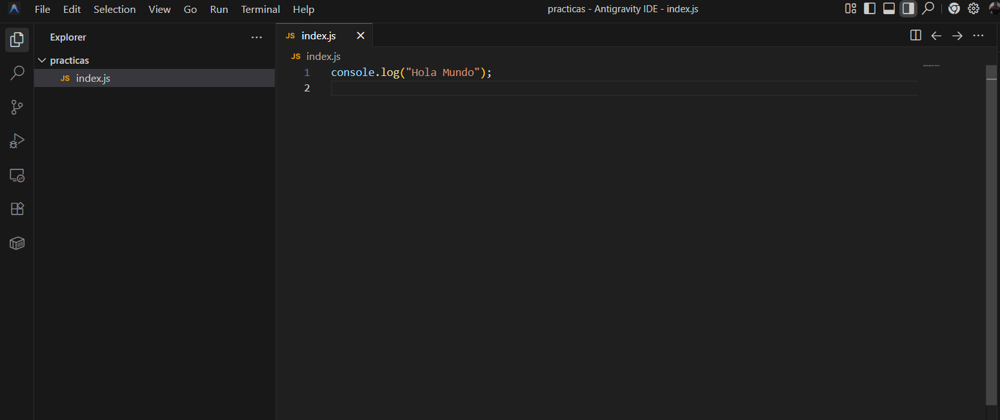 File Edit Selection View Go Run Terminal Help
practicas - Antigravity IDE - index.js
Explorer
practicas
JS index.js
JS index.js
JS index.js
1 console.log("Hola Mundo");
2